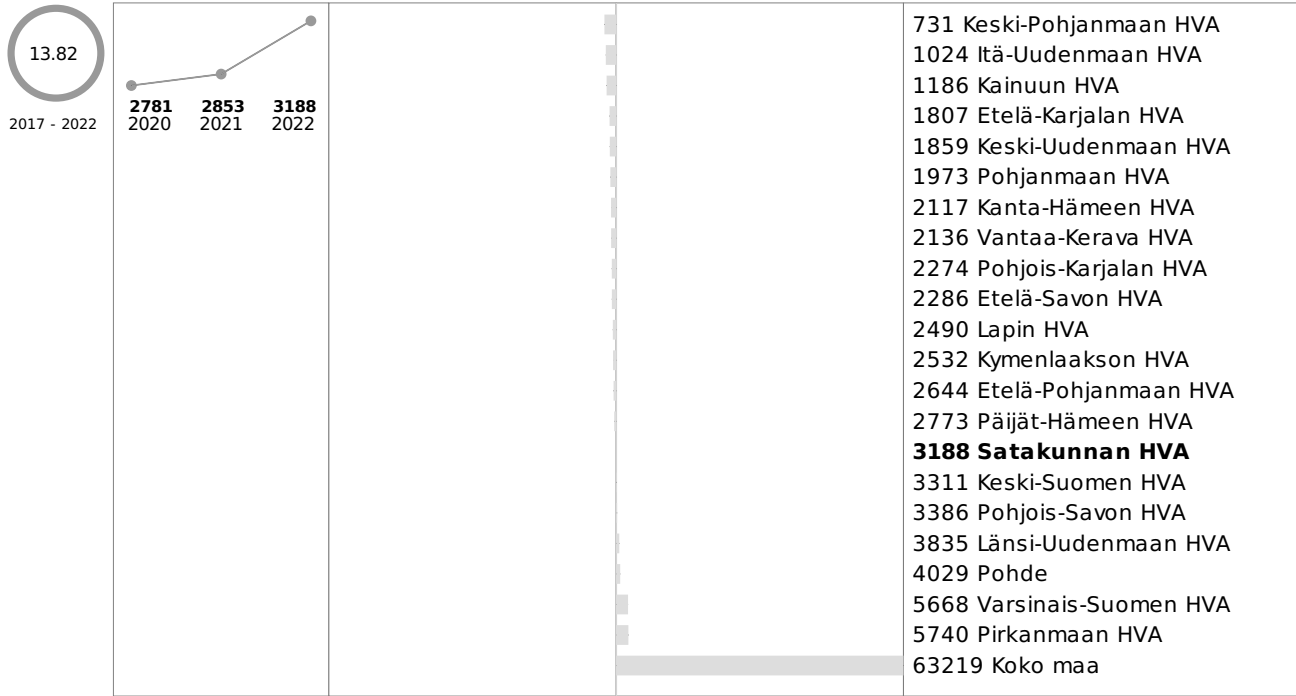 13.82
2017 - 2022
2781 2853 3188
2020 2021 2022
731 Keski-Pohjanmaan HVA
1024 Itä-Uudenmaan HVA
1186 Kainuun HVA
1807 Etelä-Karjalan HVA
1859 Keski-Uudenmaan HVA
1973 Pohjanmaan HVA
2117 Kanta-Hämeen HVA
2136 Vantaa-Kerava HVA
2274 Pohjois-Karjalan HVA
2286 Etelä-Savon HVA
2490 Lapin HVA
2532 Kymenlaakson HVA
2644 Etelä-Pohjanmaan HVA
2773 Päijät-Hämeen HVA
3188 Satakunnan HVA
3311 Keski-Suomen HVA
3386 Pohjois-Savon HVA
3835 Länsi-Uudenmaan HVA
4029 Pohde
5668 Varsinais-Suomen HVA
5740 Pirkanmaan HVA
63219 Koko maa